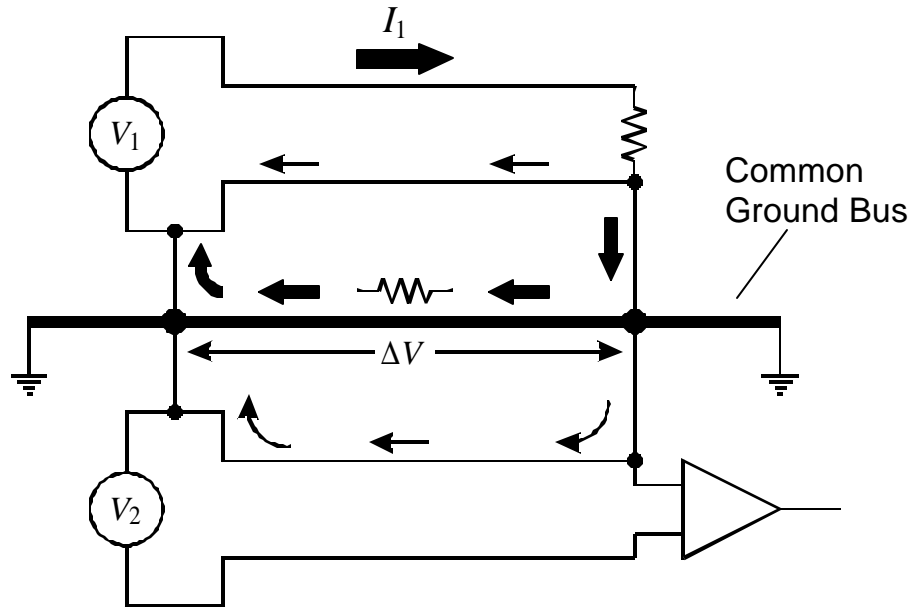 I₁
V₁
Common
Ground Bus
ΔV
V₂